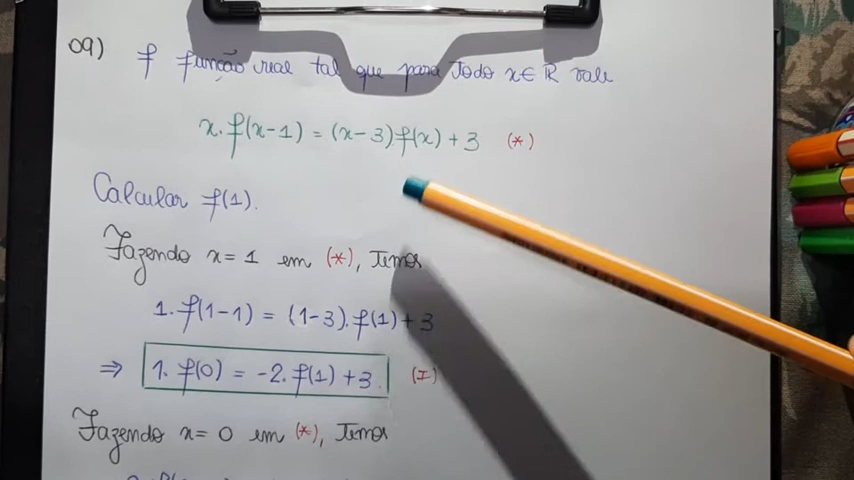 09) f função real tal que para todo x∈ℝ vale
x.f(x-1) = (x-3)f(x)+3 (*)
Calcular f(1).
Fazendo x=1 em (*), temos
1.f(1-1) = (1-3).f(1)+3
⇒ 1.f(0) = -2.f(1)+3. (I)
Fazendo x=0 em (*), temos